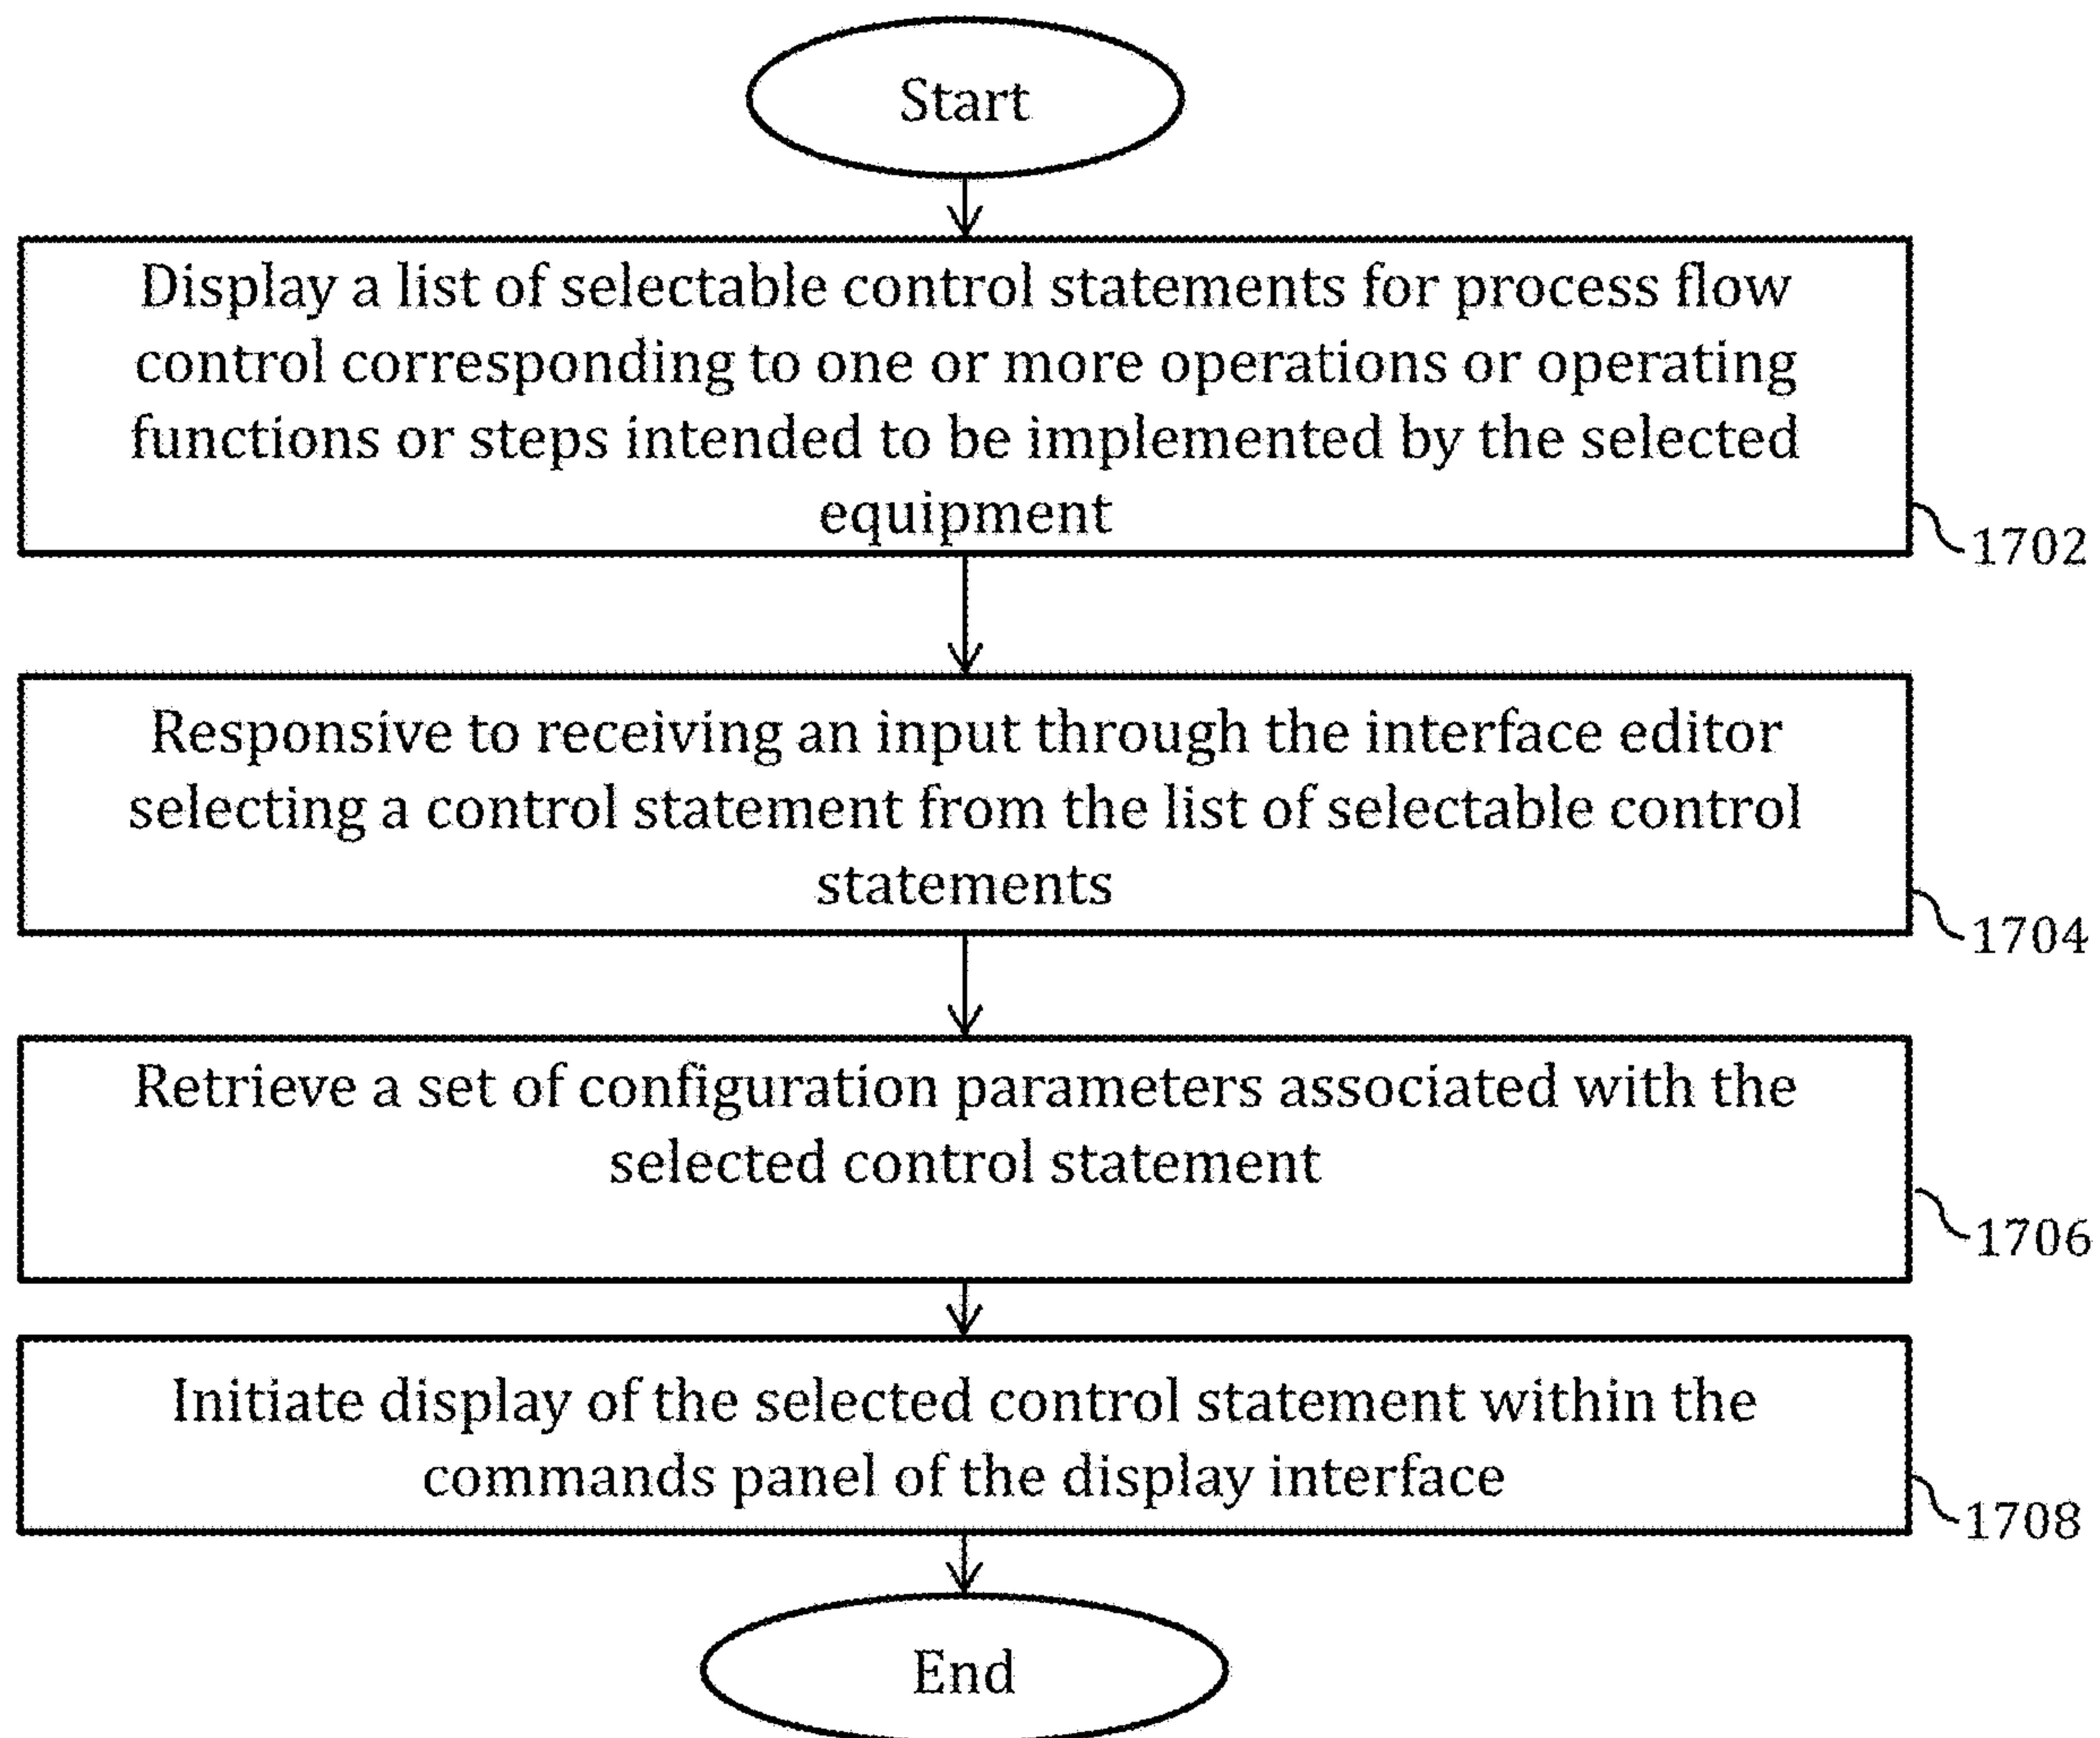 Start
Display a list of selectable control statements for process flow
control corresponding to one or more operations or operating
functions or steps intended to be implemented by the selected
equipment
1702
Responsive to receiving an input through the interface editor
selecting a control statement from the list of selectable control
statements
1704
Retrieve a set of configuration parameters associated with the
selected control statement
1706
Initiate display of the selected control statement within the
commands panel of the display interface
1708
End